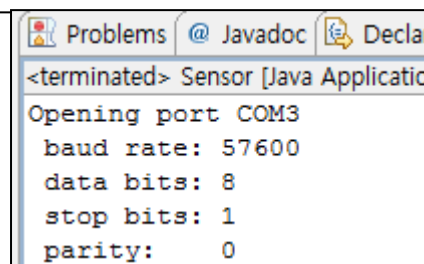 Problems @ Javadoc Decla
<terminated> Sensor [Java Applicatio
Opening port COM3
baud rate: 57600
data bits: 8
stop bits: 1
parity: 0